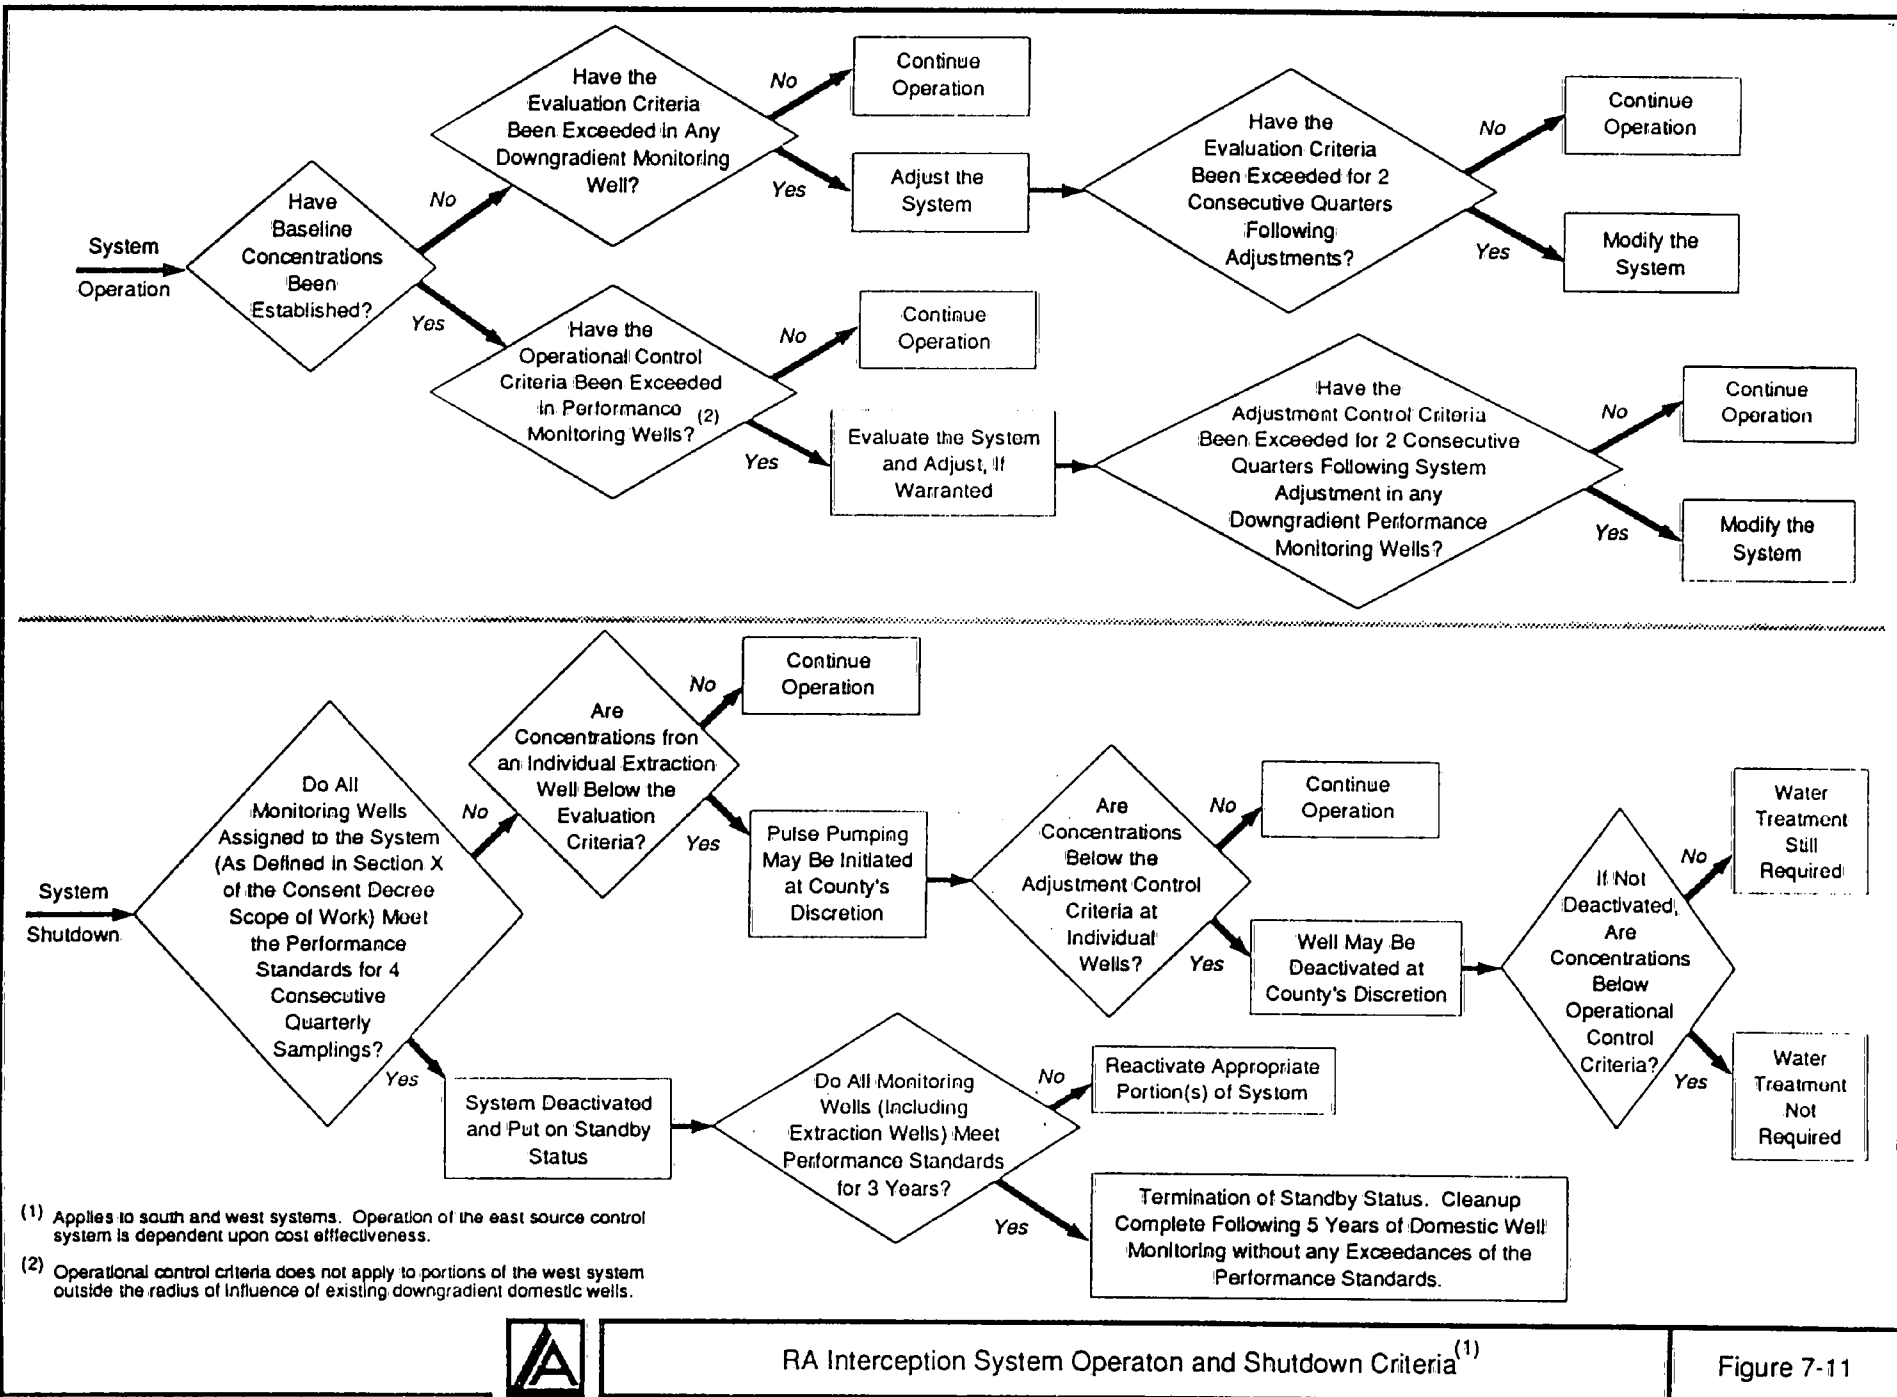 System
Operation
Have
Baseline
Concentrations
Been
Established?
No
Yes
Have the
Evaluation Criteria
Been Exceeded in Any
Downgradient Monitoring
Well?
No
Continue
Operation
Yes
Adjust the
System
Have the
Evaluation Criteria
Been Exceeded for 2
Consecutive Quarters
Following
Adjustments?
No
Continue
Operation
Yes
Modify the
System
Have the
Operational Control
Criteria Been Exceeded
in Performance
Monitoring Wells? (2)
No
Continue
Operation
Yes
Evaluate the System
and Adjust, If
Warranted
Have the
Adjustment Control Criteria
Been Exceeded for 2 Consecutive
Quarters Following System
Adjustment in any
Downgradient Performance
Monitoring Wells?
No
Continue
Operation
Yes
Modify the
System
System
Shutdown
Do All
Monitoring Wells
Assigned to the System
(As Defined in Section X
of the Consent Decree
Scope of Work) Meet
the Performance
Standards for 4
Consecutive
Quarterly
Samplings?
No
Yes
Are
Concentrations fron
an Individual Extraction
Well Below the
Evaluation
Criteria?
No
Continue
Operation
Yes
Pulse Pumping
May Be Initiated
at County's
Discretion
Are
Concentrations
Below the
Adjustment Control
Criteria at
Individual
Wells?
No
Continue
Operation
Yes
Well May Be
Deactivated at
County's Discretion
If Not
Deactivated,
Are
Concentrations
Below
Operational
Control
Criteria?
No
Water
Treatment
Still
Required
Yes
Water
Treatment
Not
Required
System Deactivated
and Put on Standby
Status
Do All Monitoring
Wells (Including
Extraction Wells) Meet
Performance Standards
for 3 Years?
No
Reactivate Appropriate
Portion(s) of System
Yes
Termination of Standby Status. Cleanup
Complete Following 5 Years of Domestic Well
Monitoring without any Exceedances of the
Performance Standards.
(1) Applies to south and west systems. Operation of the east source control
system is dependent upon cost effectiveness.
(2) Operational control criteria does not apply to portions of the west system
outside the radius of influence of existing downgradient domestic wells.
RA Interception System Operaton and Shutdown Criteria (1)
Figure 7-11